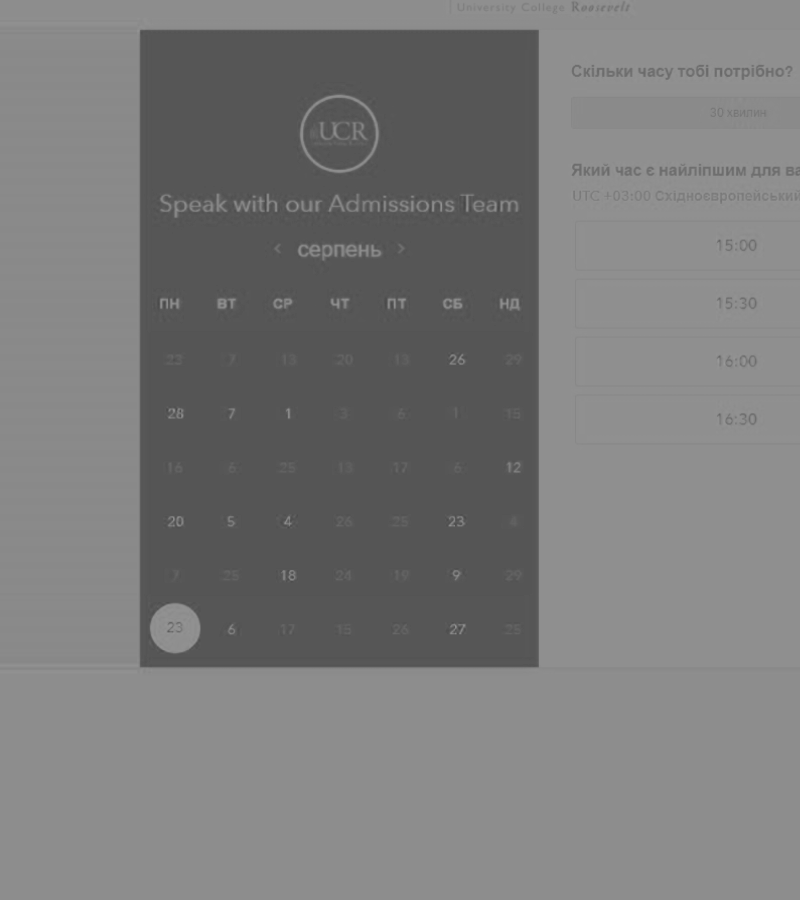 University College Roosevelt
UCR
Speak with our Admissions Team
< серпень >
ПН ВТ СР ЧТ ПТ СБ НД
22 7 13 20 13 26 29
28 7 1 3 6 1 15
16 6 25 13 17 6 12
20 5 4 26 25 23
7 25 18 24 19 9 29
23 6 17 15 26 27 25
Скільки часу тобі потрібно?
30 хвилин
Який час є найліпшим для ва
UTC +03:00 Східноєвропейський
15:00
15:30
16:00
16:30